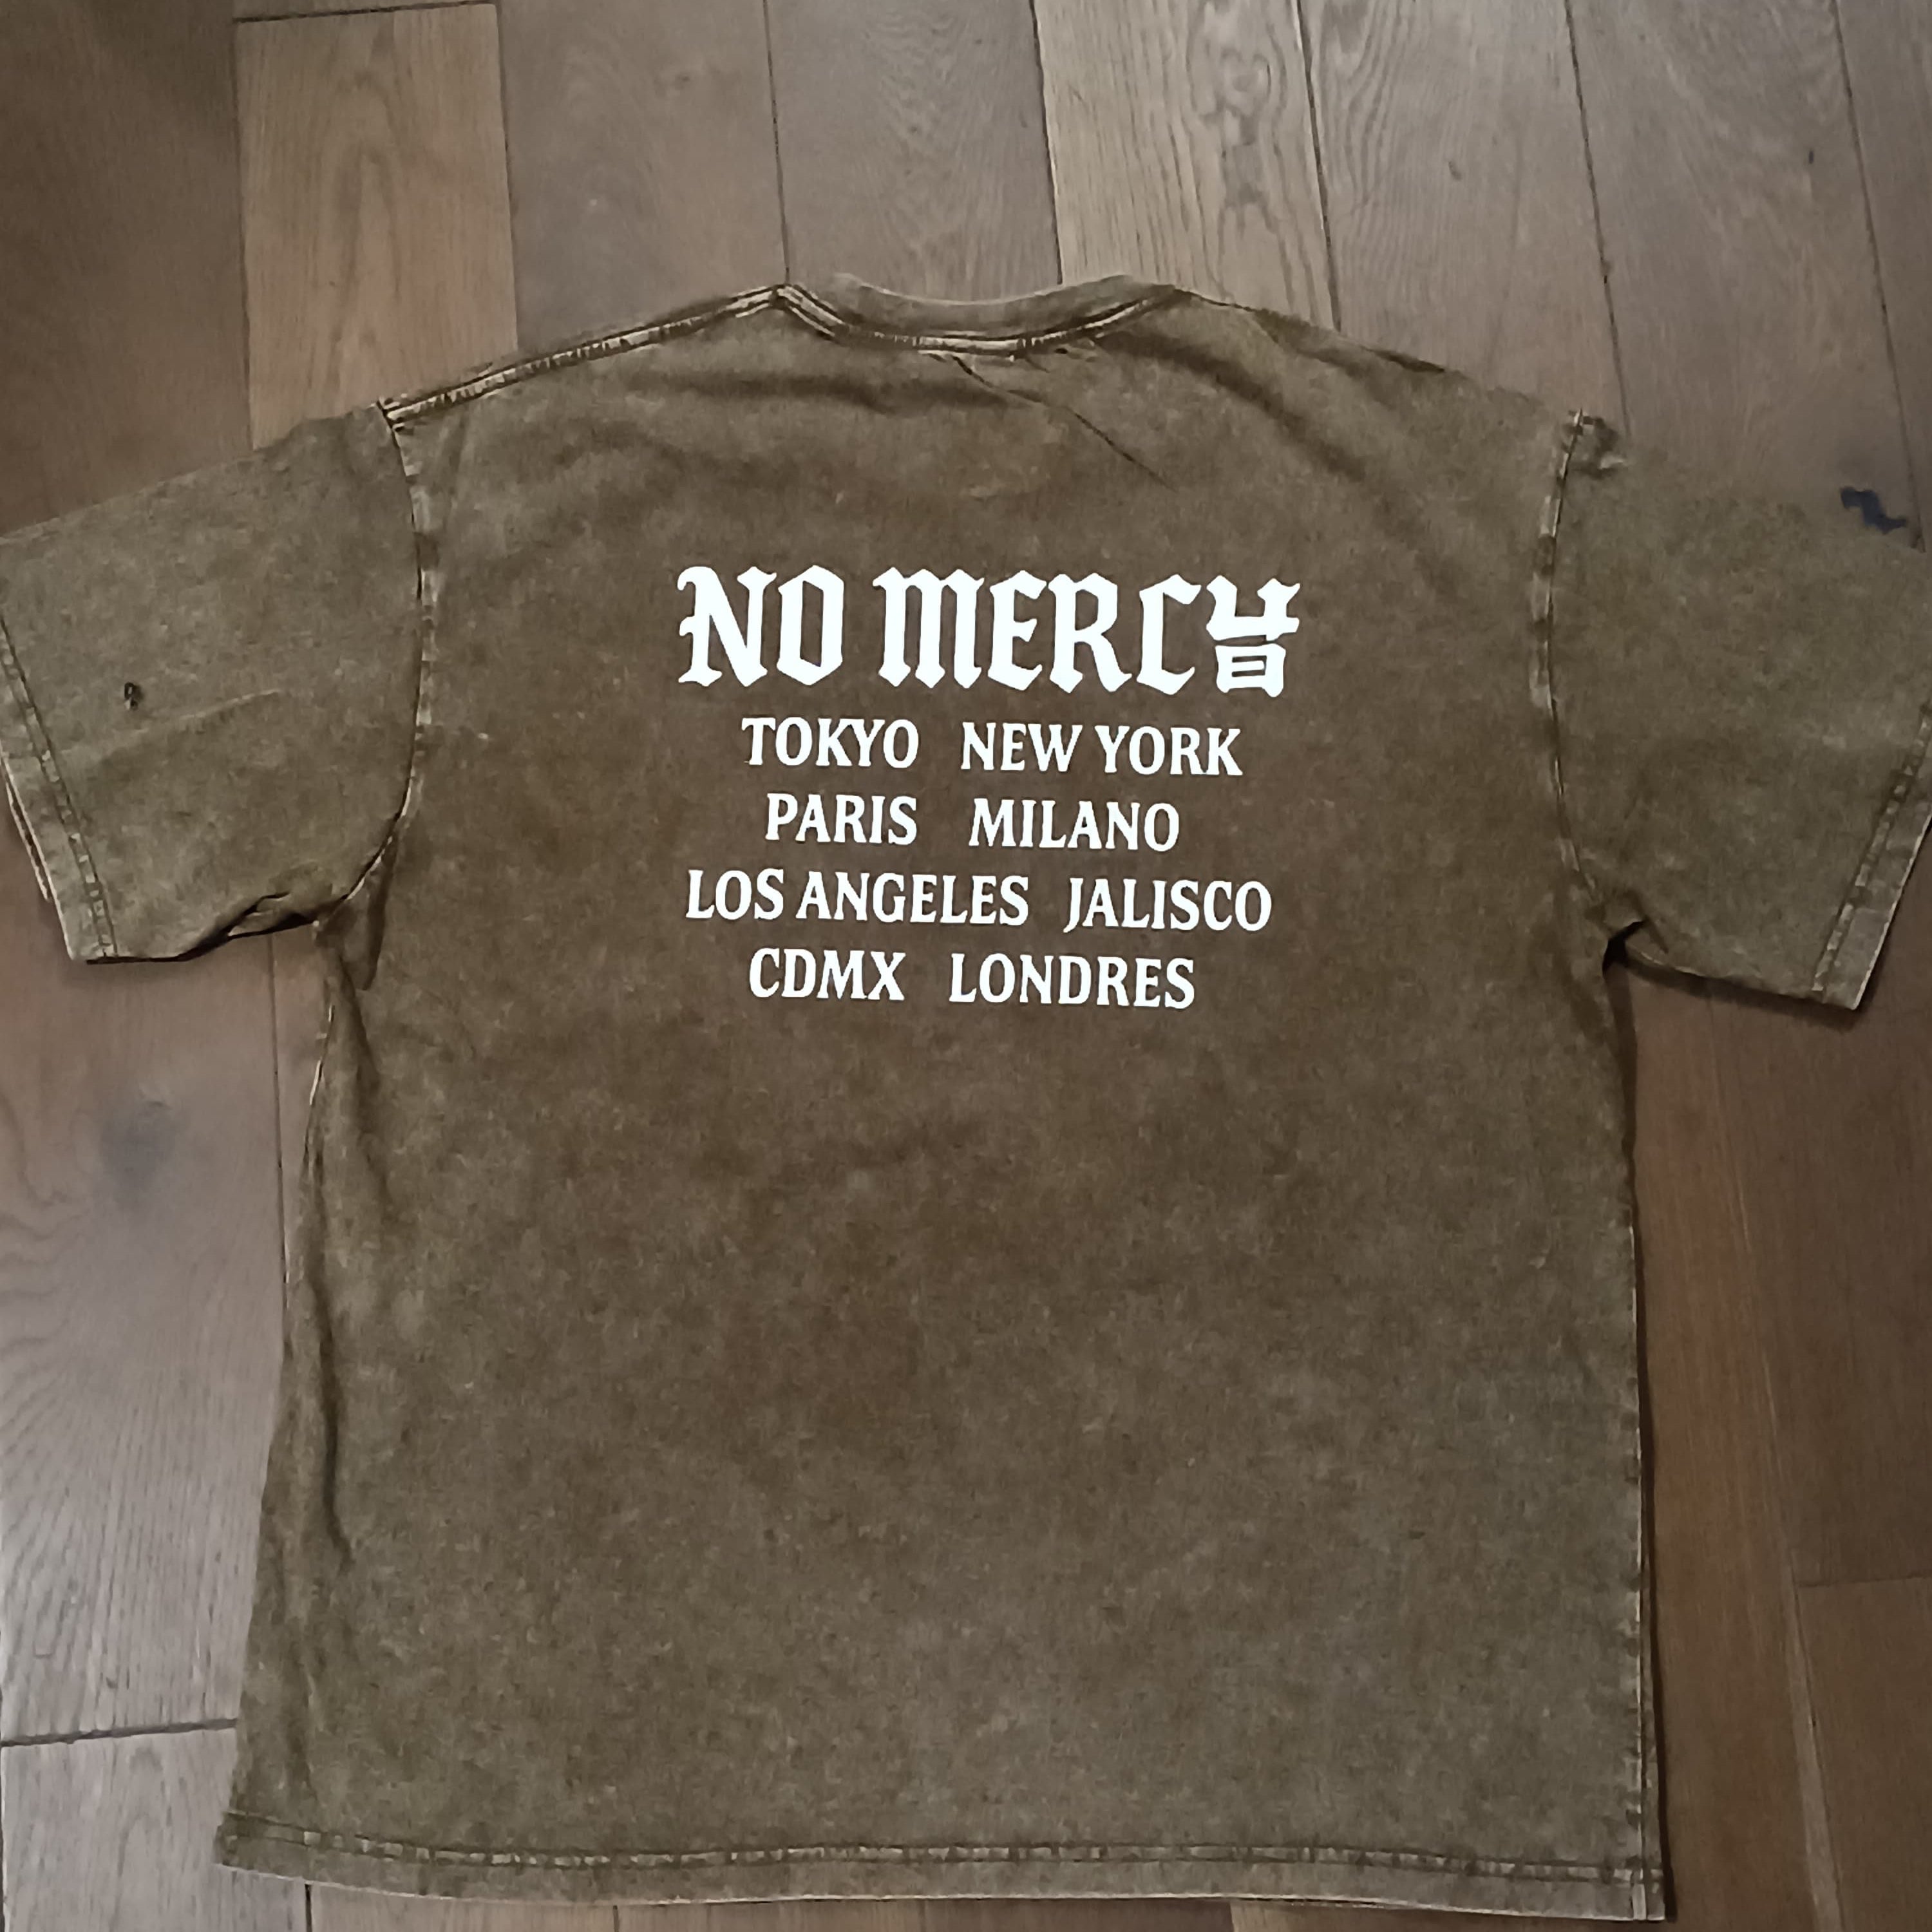 NO MERCY
TOKYO NEW YORK
PARIS MILANO
LOS ANGELES JALISCO
CDMX LONDRES